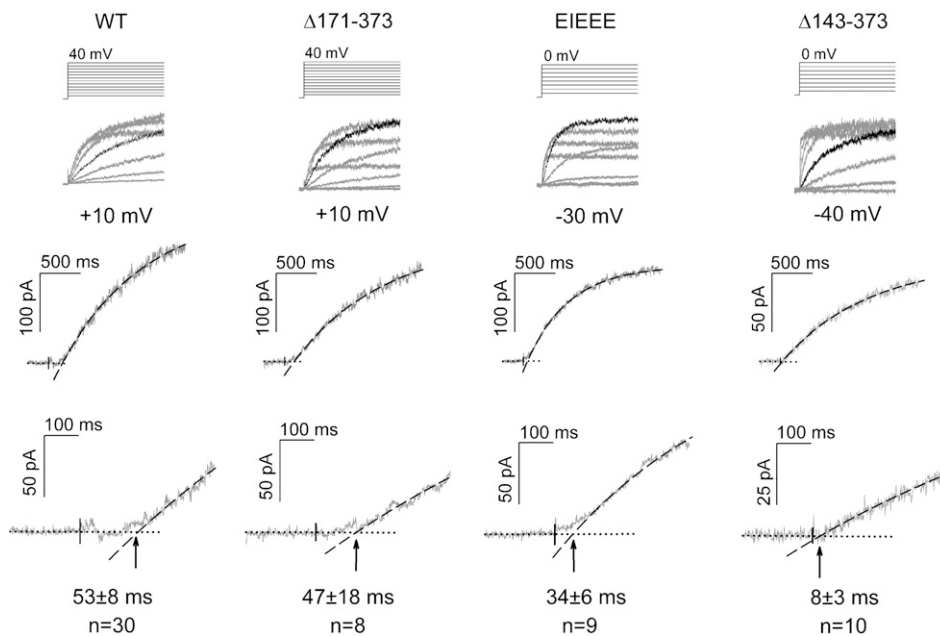 WT Δ171-373 EIEEE Δ143-373
40 mV 40 mV 0 mV 0 mV
+10 mV +10 mV -30 mV -40 mV
500 ms 500 ms 500 ms 500 ms
100 pA 100 pA 100 pA 50 pA
100 ms 100 ms 100 ms 100 ms
50 pA 50 pA 50 pA 25 pA
53±8 ms 47±18 ms 34±6 ms 8±3 ms
n=30 n=8 n=9 n=10